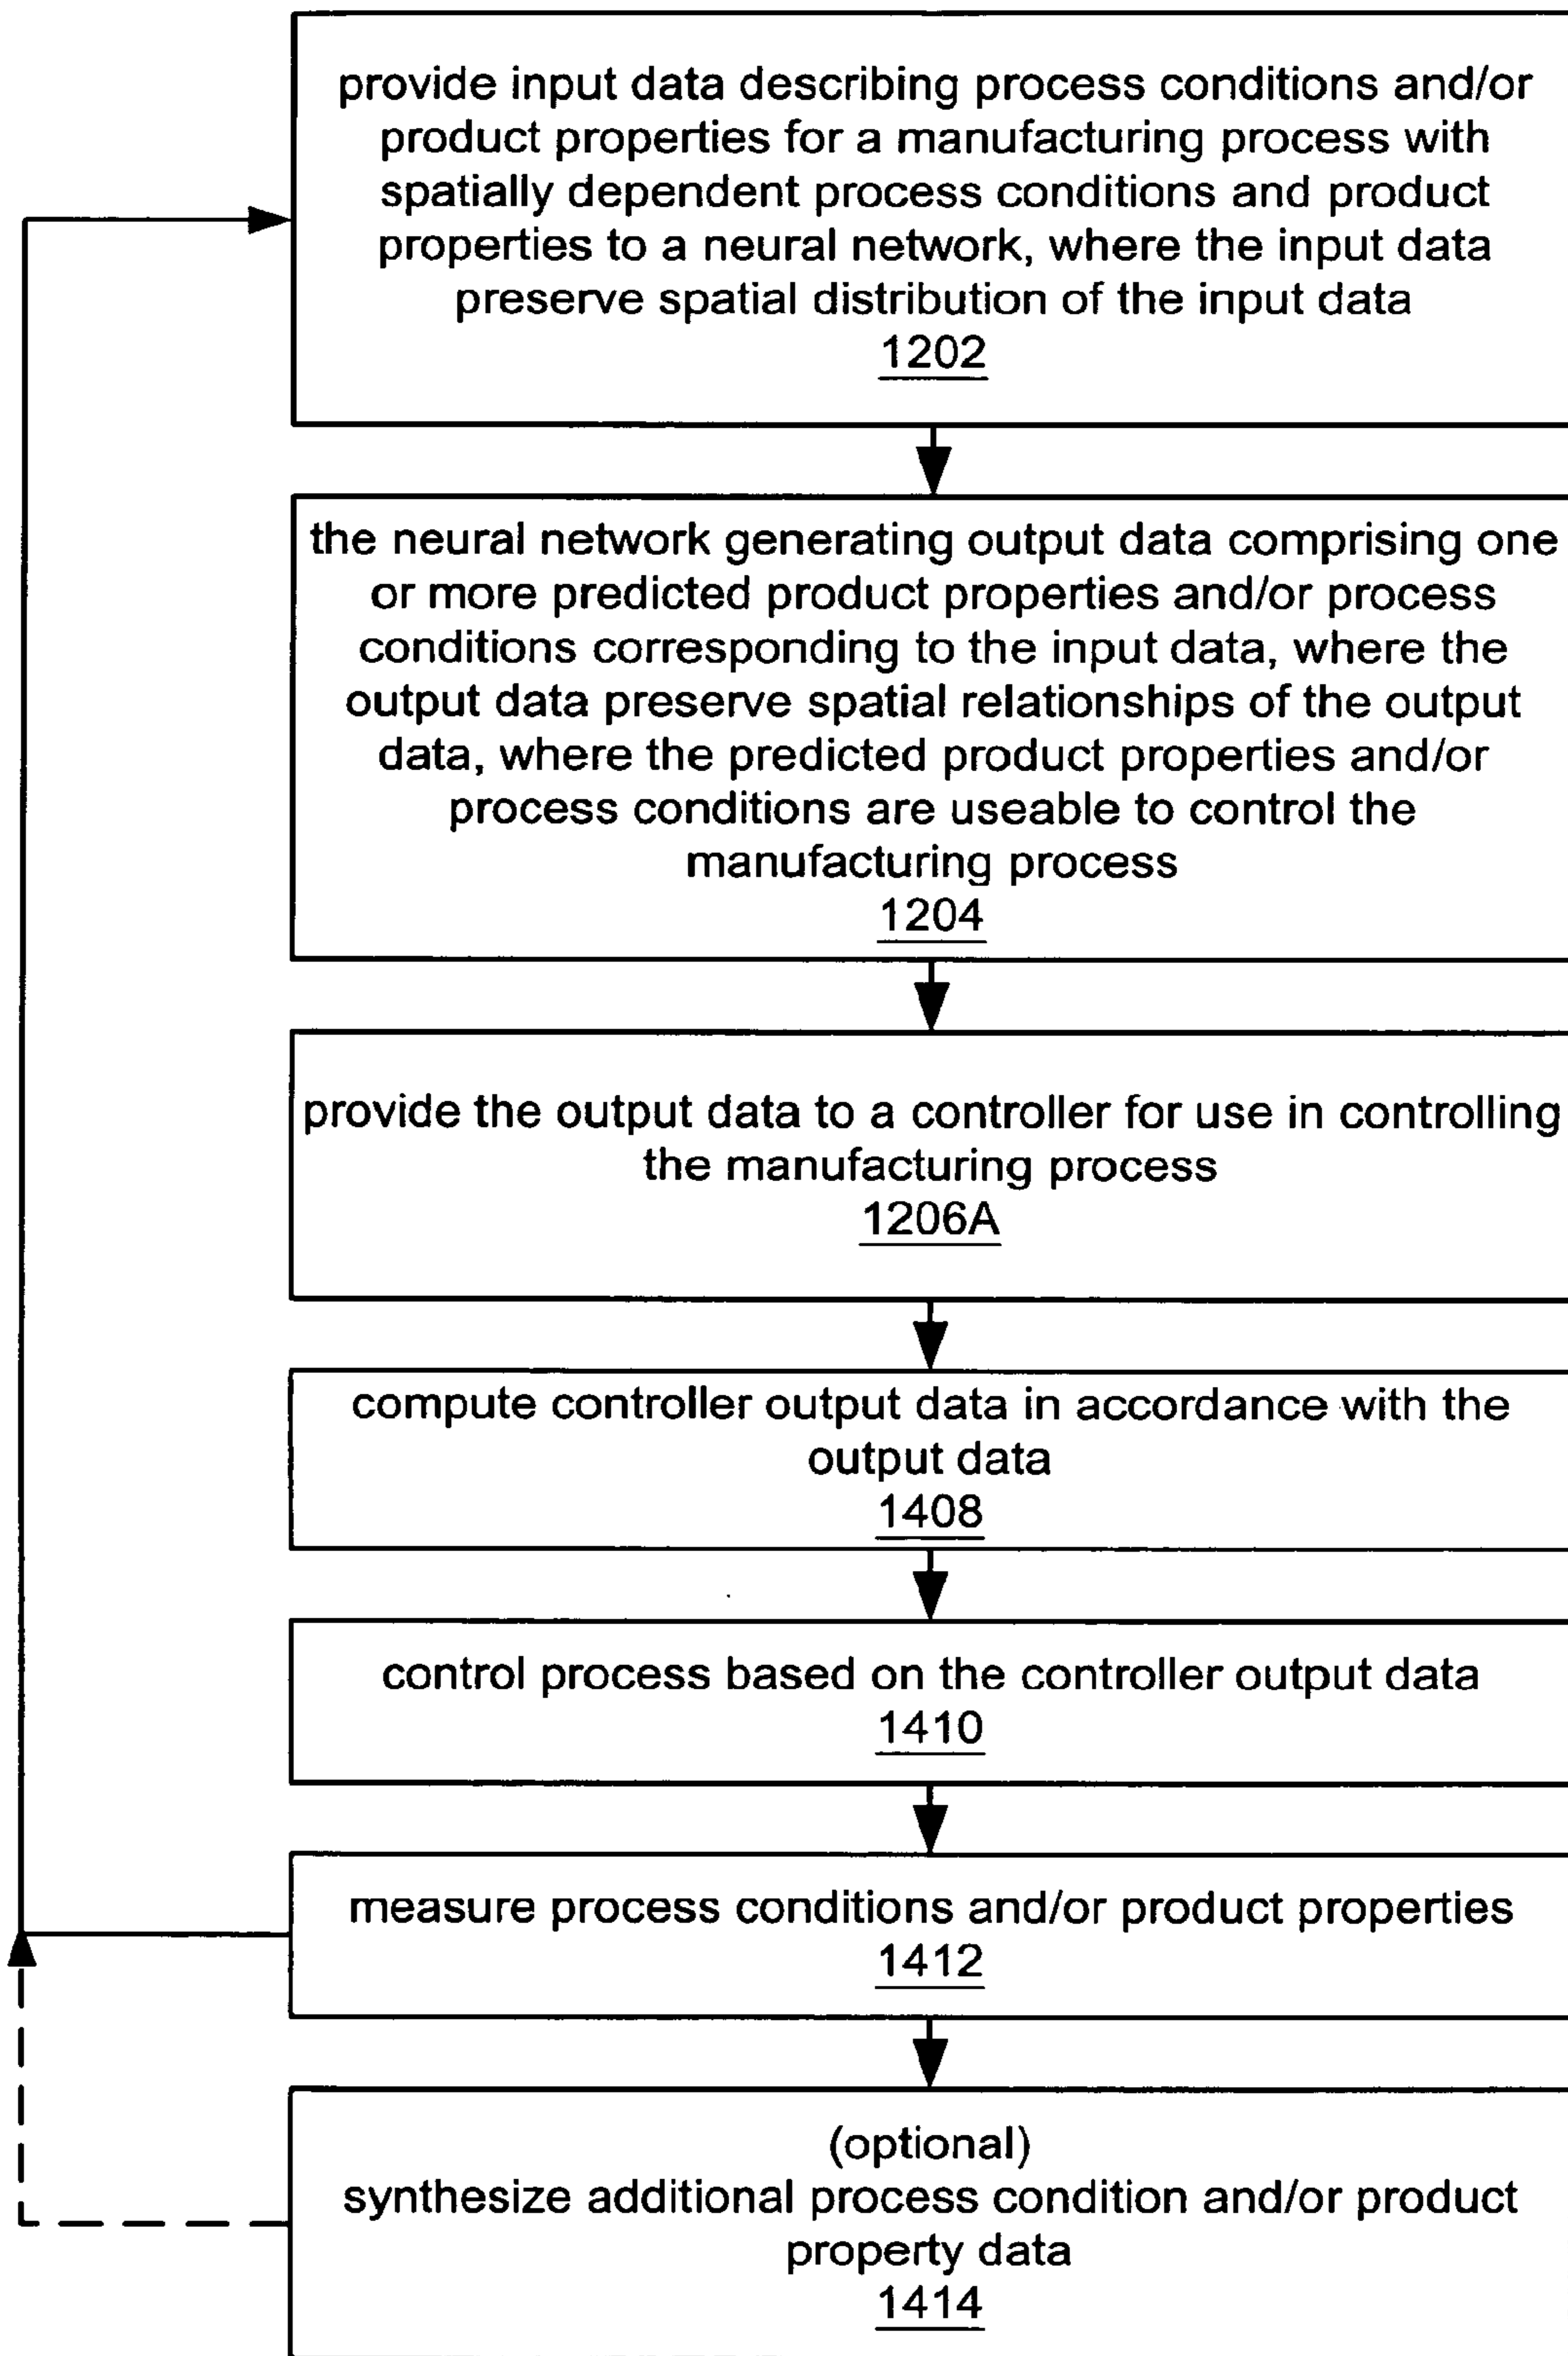 provide input data describing process conditions and/or
product properties for a manufacturing process with
spatially dependent process conditions and product
properties to a neural network, where the input data
preserve spatial distribution of the input data
1202
the neural network generating output data comprising one
or more predicted product properties and/or process
conditions corresponding to the input data, where the
output data preserve spatial relationships of the output
data, where the predicted product properties and/or
process conditions are useable to control the
manufacturing process
1204
provide the output data to a controller for use in controlling
the manufacturing process
1206A
compute controller output data in accordance with the
output data
1408
control process based on the controller output data
1410
measure process conditions and/or product properties
1412
(optional)
synthesize additional process condition and/or product
property data
1414